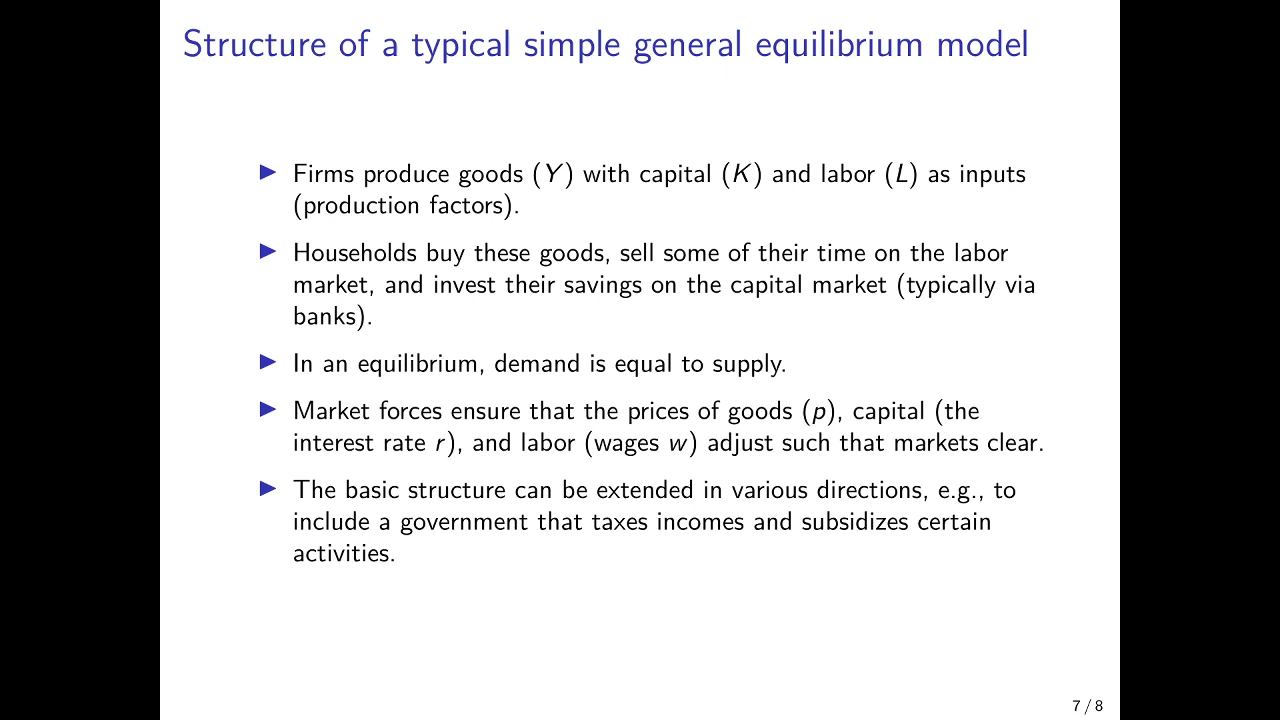 Structure of a typical simple general equilibrium model
▶ Firms produce goods (Y) with capital (K) and labor (L) as inputs
(production factors).
▶ Households buy these goods, sell some of their time on the labor
market, and invest their savings on the capital market (typically via
banks).
▶ In an equilibrium, demand is equal to supply.
▶ Market forces ensure that the prices of goods (p), capital (the
interest rate r), and labor (wages w) adjust such that markets clear.
▶ The basic structure can be extended in various directions, e.g., to
include a government that taxes incomes and subsidizes certain
activities.
7 / 8